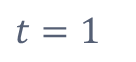 t = 1